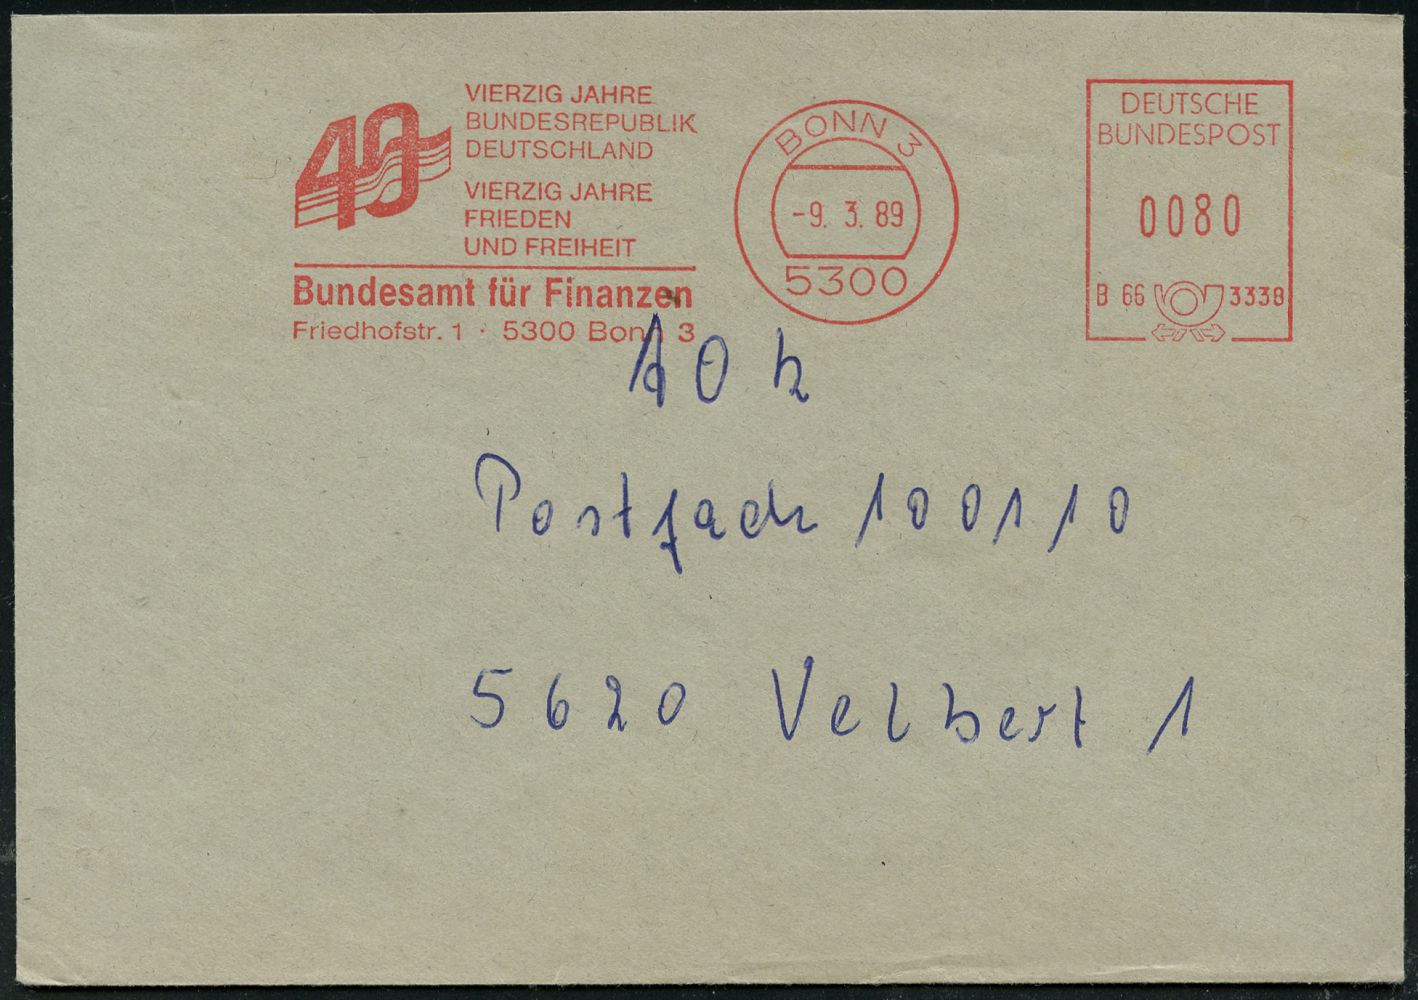 40
VIERZIG JAHRE
BUNDESREPUBLIK
DEUTSCHLAND
VIERZIG JAHRE
FRIEDEN
UND FREIHEIT
Bundesamt für Finanzen
Friedhofstr. 1 · 5300 Bonn 3
BONN 3
-9. 3. 89
5300
DEUTSCHE
BUNDESPOST
0080
B 66 3338
AOK
Postfach 100110
5620 Velbert 1